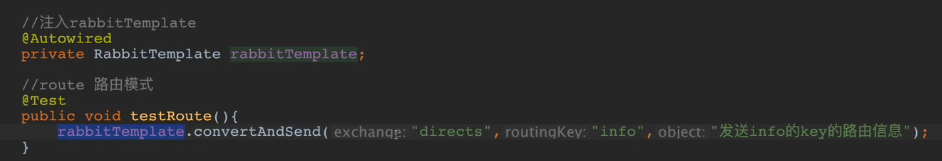 //注入rabbitTemplate
@Autowired
private RabbitTemplate rabbitTemplate;
//route 路由模式
@Test
public void testRoute(){
rabbitTemplate.convertAndSend( exchange: "directs", routingKey: "info", object: "发送info的key的路由信息");
}